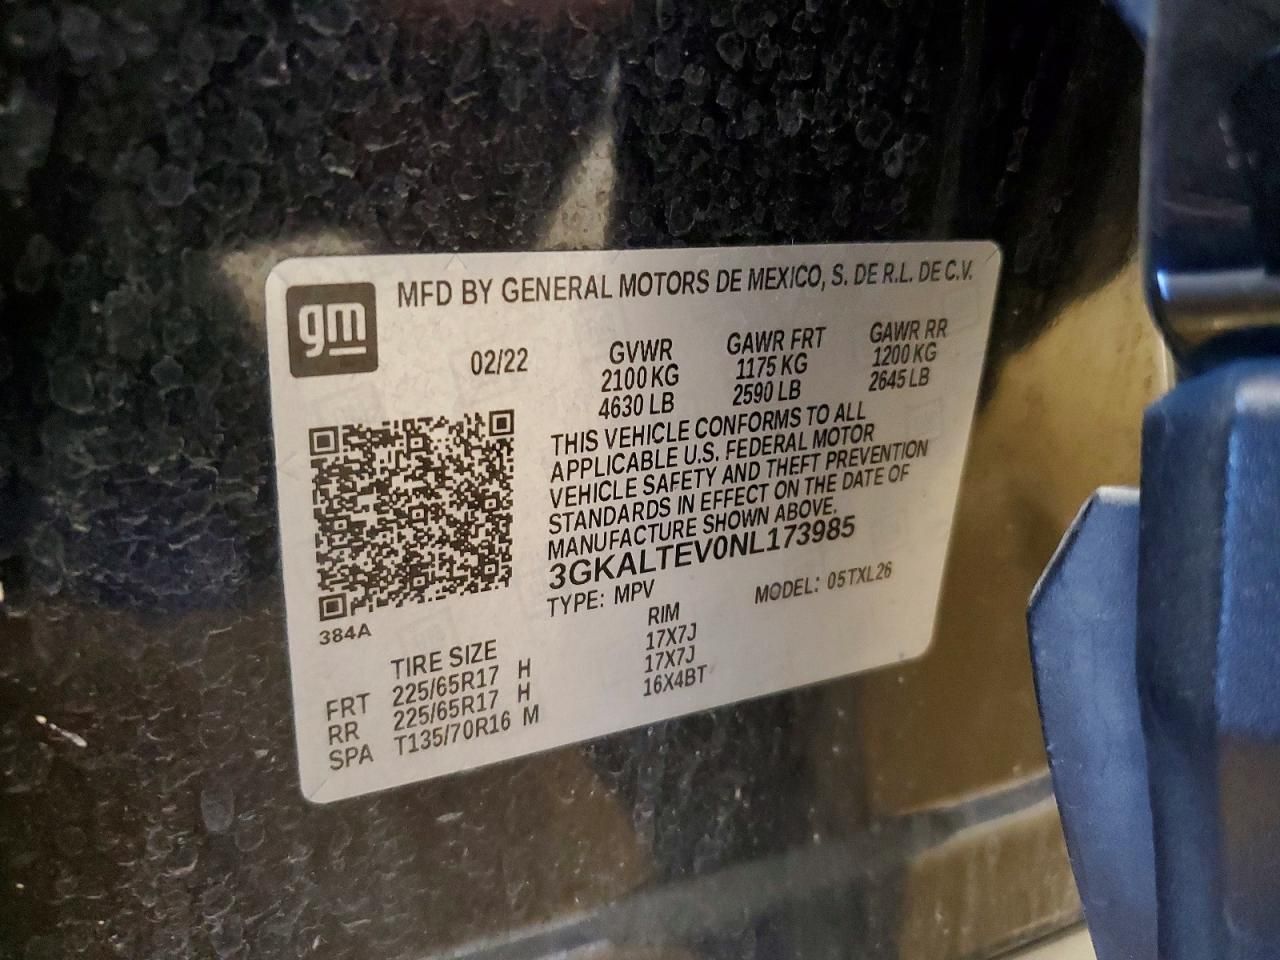 gm
MFD BY GENERAL MOTORS DE MEXICO, S. DE R.L. DE C.V.
02/22
GVWR GAWR FRT GAWR RR
2100 KG 1175 KG 1200 KG
4630 LB 2590 LB 2645 LB
THIS VEHICLE CONFORMS TO ALL
APPLICABLE U.S. FEDERAL MOTOR
VEHICLE SAFETY AND THEFT PREVENTION
STANDARDS IN EFFECT ON THE DATE OF
MANUFACTURE SHOWN ABOVE.
3GKALTEV0NL173985
TYPE: MPV MODEL: 05TXL26
384A
TIRE SIZE RIM
FRT 225/65R17 H 17X7J
RR 225/65R17 H 17X7J
SPA T135/70R16 M 16X4BT